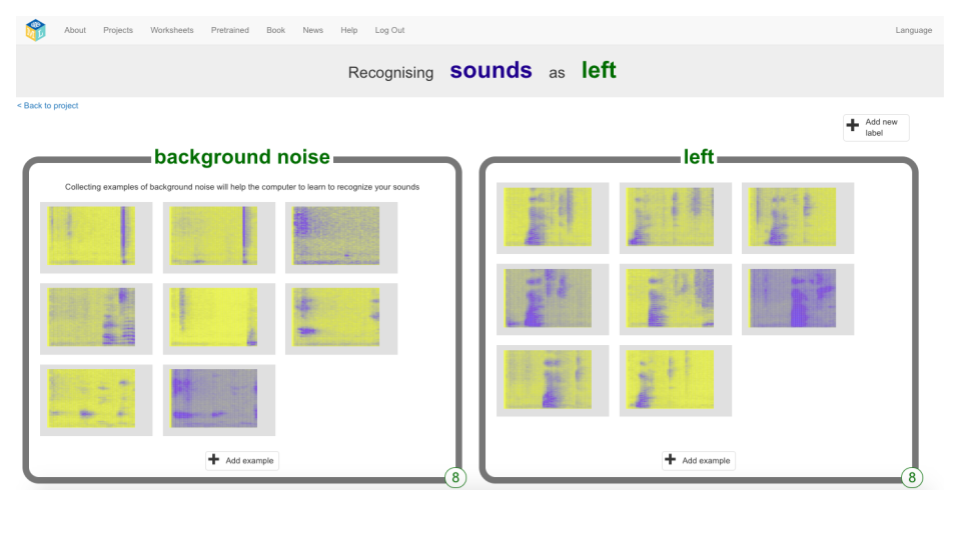 About Projects Worksheets Pretrained Book News Help Log Out Language
Recognising sounds as left
< Back to project
Add new
label
background noise
Collecting examples of background noise will help the computer to learn to recognize your sounds
Add example
8
left
Add example
8